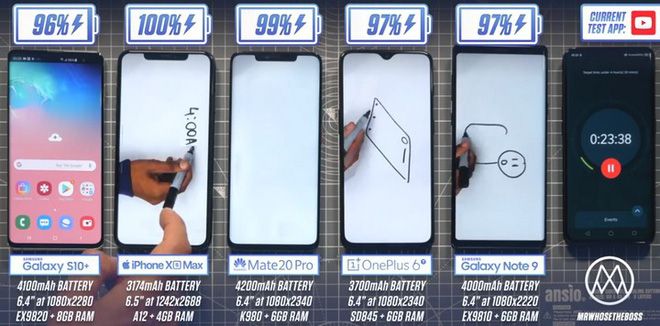 96%
100%
99%
97%
97%
CURRENT
TEST APP:
4:00A
0:23:38
Events
SAMSUNG
Galaxy S10+
iPhone XS Max
HUAWEI
Mate20 Pro
OnePlus 6T
SAMSUNG
Galaxy Note 9
4100mAh BATTERY
6.4" at 1080x2280
EX9820 + 8GB RAM
3174mAh BATTERY
6.5" at 1242x2688
A12 + 4GB RAM
4200mAh BATTERY
6.4" at 1080x2340
K980 + 6GB RAM
3700mAh BATTERY
6.4" at 1080x2340
SD845 + 6GB RAM
4000mAh BATTERY
6.4" at 1080x2220
EX9810 + 6GB RAM
MRWHOSETHEBOSS